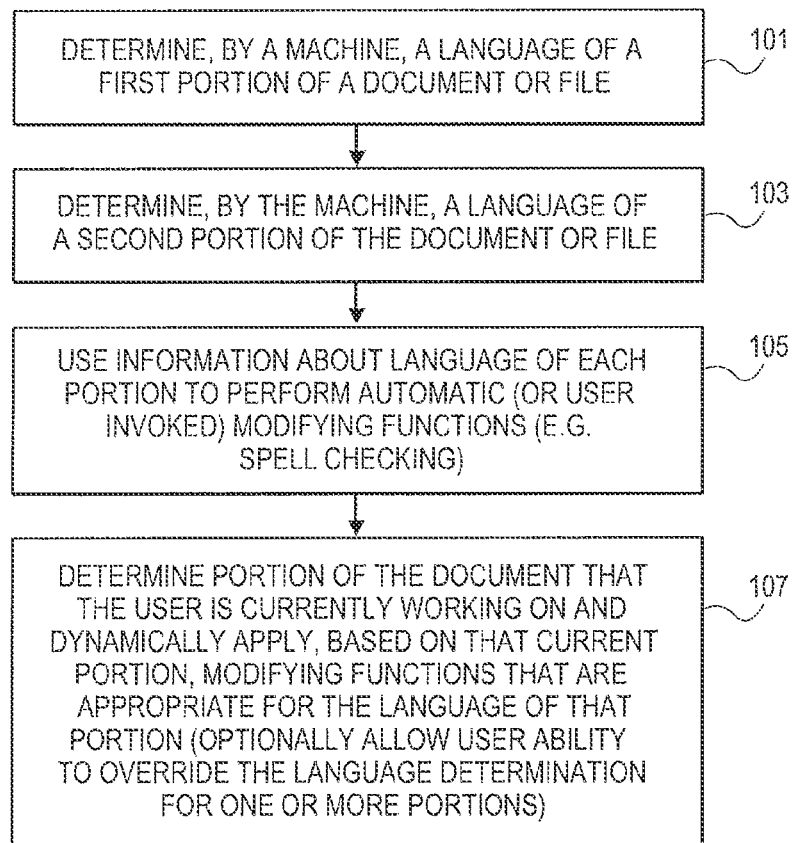 DETERMINE, BY A MACHINE, A LANGUAGE OF A
FIRST PORTION OF A DOCUMENT OR FILE
101
DETERMINE, BY THE MACHINE, A LANGUAGE OF
A SECOND PORTION OF THE DOCUMENT OR FILE
103
USE INFORMATION ABOUT LANGUAGE OF EACH
PORTION TO PERFORM AUTOMATIC (OR USER
INVOKED) MODIFYING FUNCTIONS (E.G.
SPELL CHECKING)
105
DETERMINE PORTION OF THE DOCUMENT THAT
THE USER IS CURRENTLY WORKING ON AND
DYNAMICALLY APPLY, BASED ON THAT CURRENT
PORTION, MODIFYING FUNCTIONS THAT ARE
APPROPRIATE FOR THE LANGUAGE OF THAT
PORTION (OPTIONALLY ALLOW USER ABILITY
TO OVERRIDE THE LANGUAGE DETERMINATION
FOR ONE OR MORE PORTIONS)
107